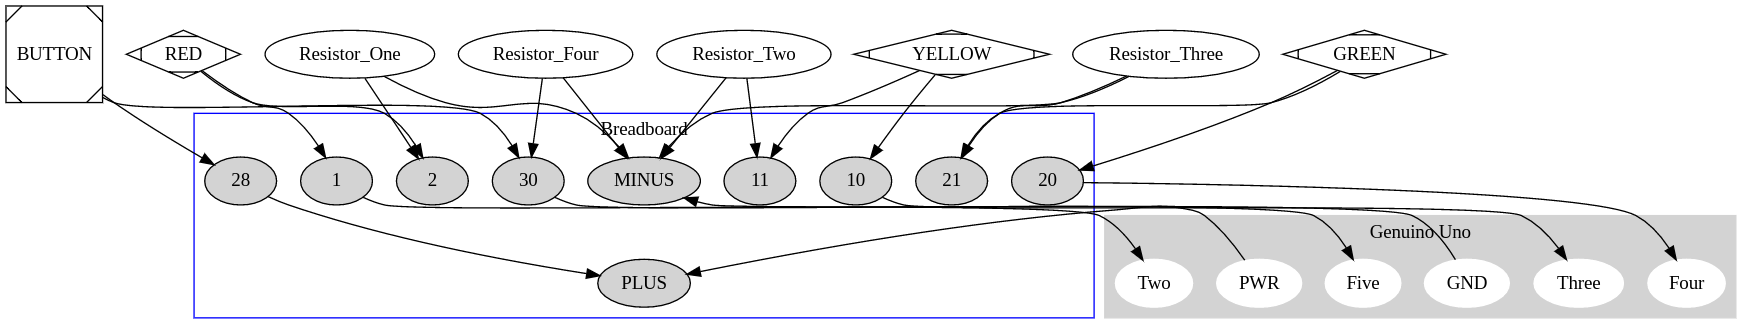 BUTTON
RED
Resistor_One
Resistor_Four
Resistor_Two
YELLOW
Resistor_Three
GREEN
Breadboard
28
1
2
30
MINUS
11
10
21
20
Genuino Uno
PLUS
Two
PWR
Five
GND
Three
Four